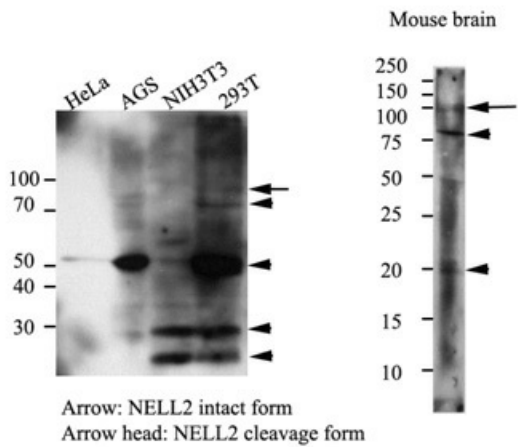 Mouse brain
HeLa
AGS
NIH3T3
293T
100
70
50
40
30
250
150
100
75
50
25
20
15
10
Arrow: NELL2 intact form
Arrow head: NELL2 cleavage form